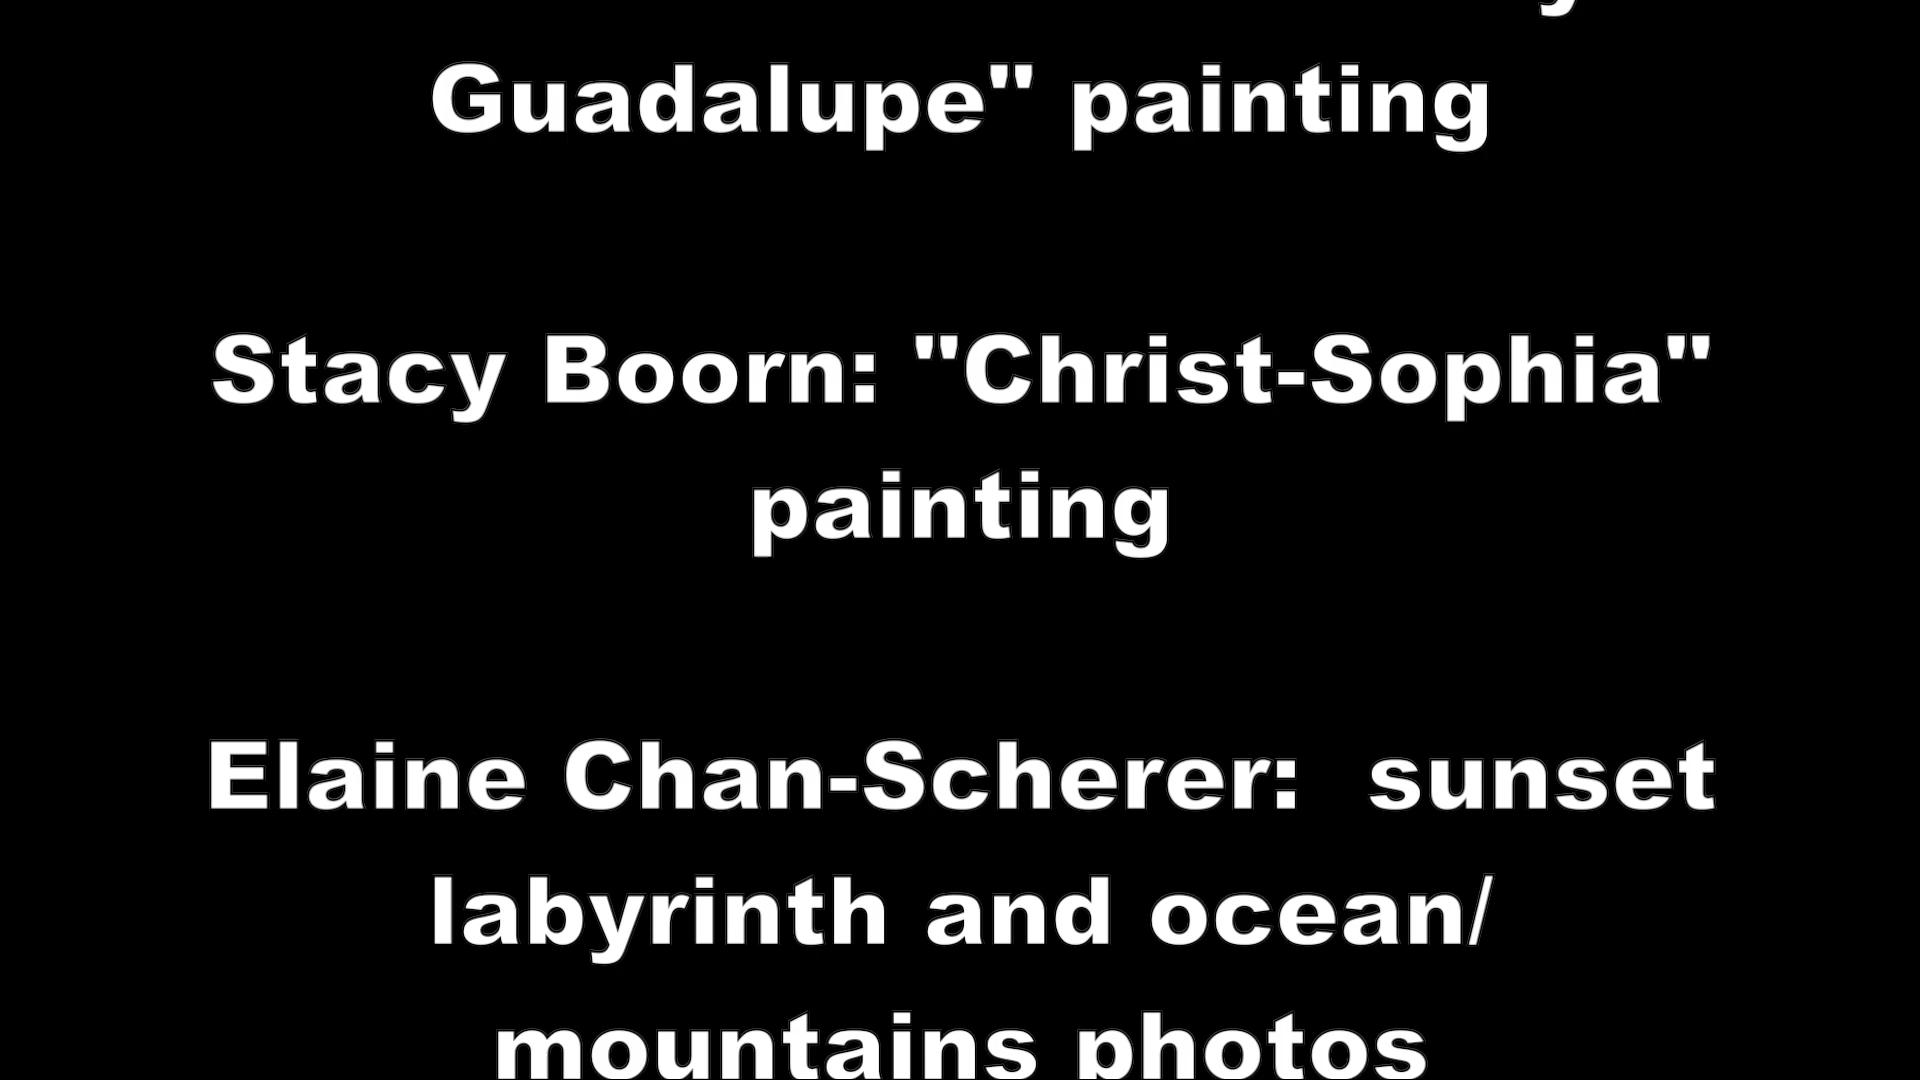 Guadalupe" painting
Stacy Boorn: "Christ-Sophia"
painting
Elaine Chan-Scherer:  sunset
labyrinth and ocean/
mountains photos